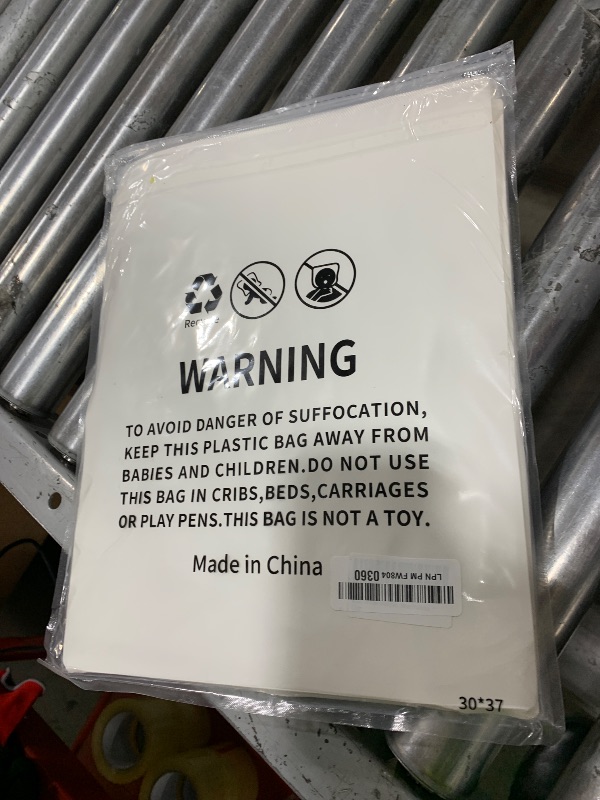 Recycle
WARNING
TO AVOID DANGER OF SUFFOCATION,
KEEP THIS PLASTIC BAG AWAY FROM
BABIES AND CHILDREN.DO NOT USE
THIS BAG IN CRIBS,BEDS,CARRIAGES
OR PLAY PENS.THIS BAG IS NOT A TOY.
Made in China
LPN PM FW804 0360
30*37